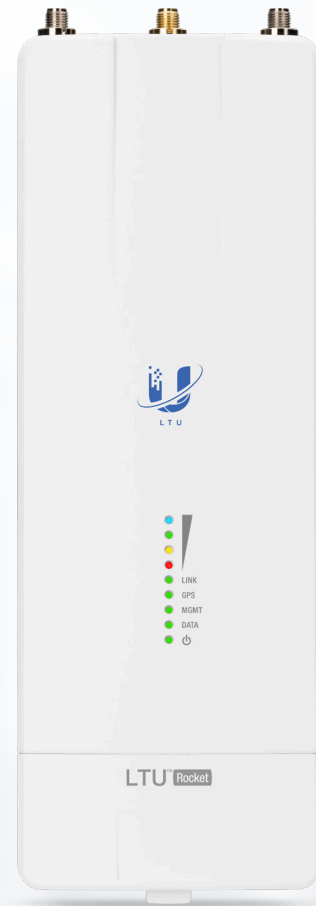 LTU
LINK
GPS
MGMT
DATA
LTU™ Rocket